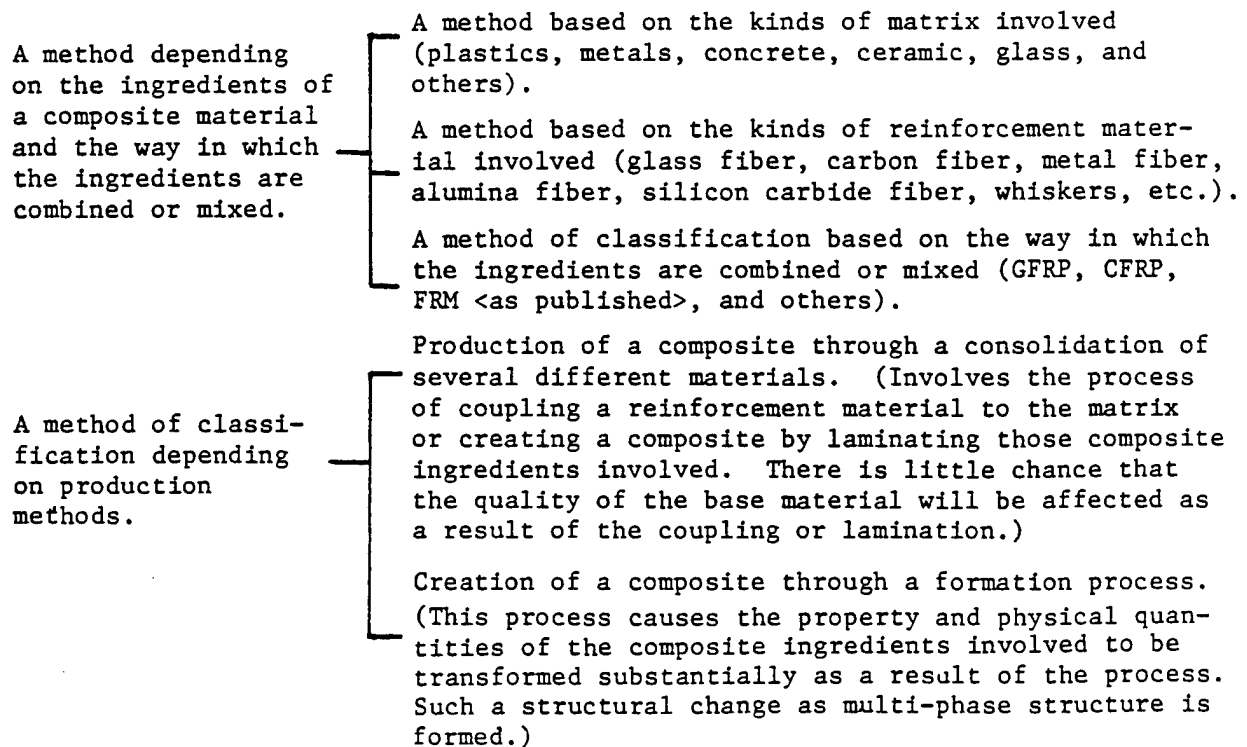 A method depending
on the ingredients of
a composite material
and the way in which
the ingredients are
combined or mixed.
A method based on the kinds of matrix involved
(plastics, metals, concrete, ceramic, glass, and
others).
A method based on the kinds of reinforcement mater-
ial involved (glass fiber, carbon fiber, metal fiber,
alumina fiber, silicon carbide fiber, whiskers, etc.).
A method of classification based on the way in which
the ingredients are combined or mixed (GFRP, CFRP,
FRM <as published>, and others).
A method of classi-
fication depending
on production
methods.
Production of a composite through a consolidation of
several different materials. (Involves the process
of coupling a reinforcement material to the matrix
or creating a composite by laminating those composite
ingredients involved. There is little chance that
the quality of the base material will be affected as
a result of the coupling or lamination.)
Creation of a composite through a formation process.
(This process causes the property and physical quan-
tities of the composite ingredients involved to be
transformed substantially as a result of the process.
Such a structural change as multi-phase structure is
formed.)